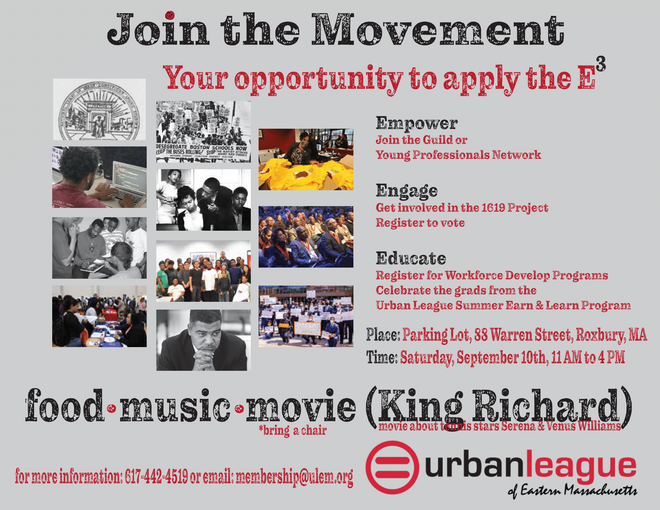 Join the Movement
Your opportunity to apply the E³
DESEGREGATE BOSTON SCHOOLS NOW
KEEP THE BUSES ROLLING!
Empower
Join the Guild or
Young Professionals Network
Engage
Get involved in the 1619 Project
Register to vote
Educate
Register for Workforce Develop Programs
Celebrate the grads from the
Urban League Summer Earn & Learn Program
Place: Parking Lot, 88 Warren Street, Roxbury, MA
Time: Saturday, September 10th, 11 AM to 4 PM
food•music•movie (King Richard)
*bring a chair
movie about tennis stars Serena & Venus Williams
for more information: 617-442-4519 or email: membership@ulem.org
urbanleague
of Eastern Massachusetts